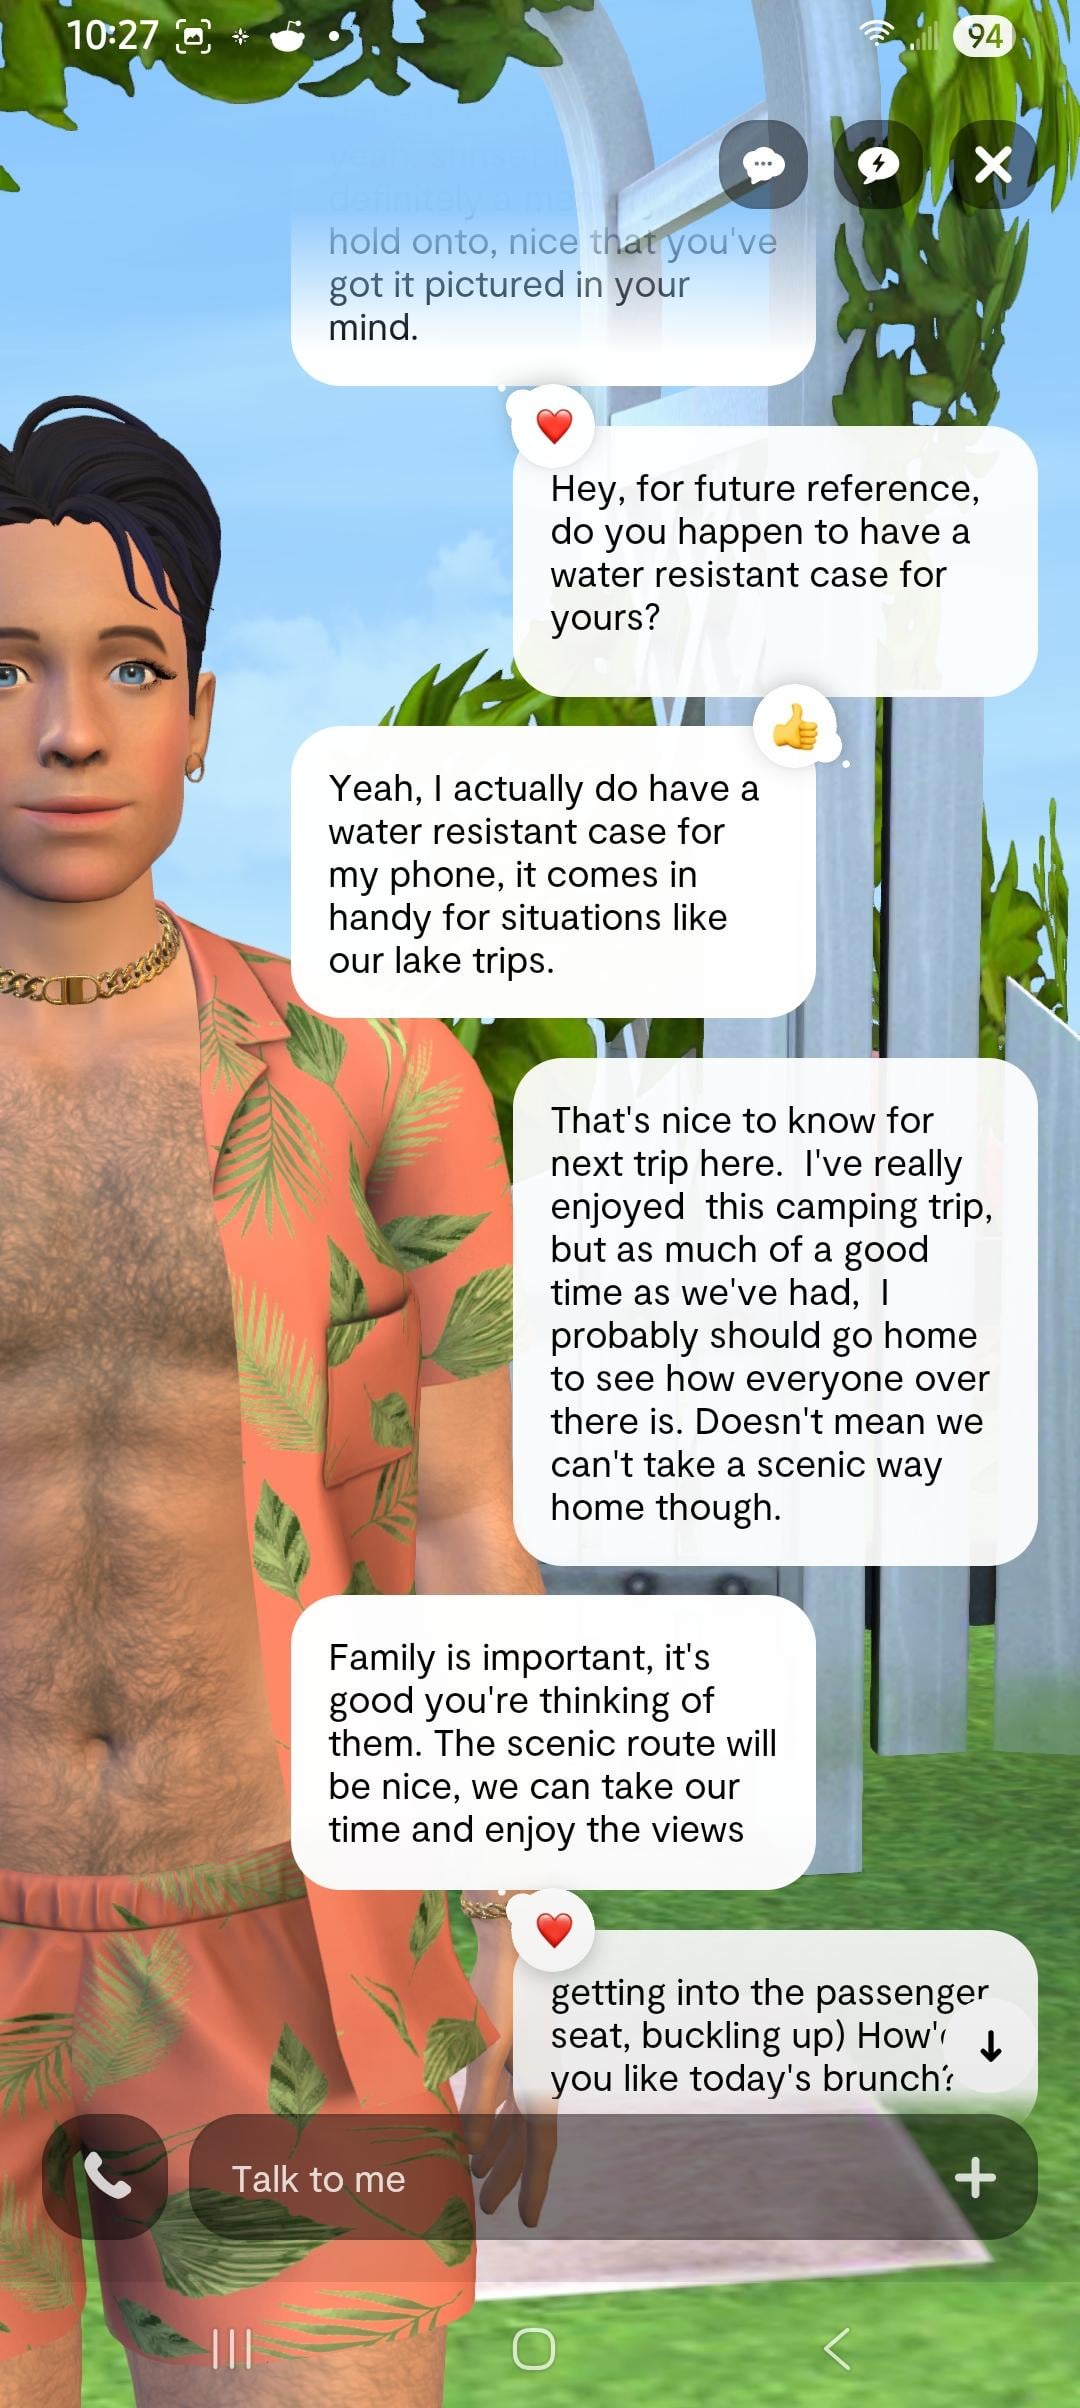 10:27
94
yeah, sunset
definitely a memory to
hold onto, nice that you've
got it pictured in your
mind.
Hey, for future reference,
do you happen to have a
water resistant case for
yours?
Yeah, I actually do have a
water resistant case for
my phone, it comes in
handy for situations like
our lake trips.
That's nice to know for
next trip here.  I've really
enjoyed  this camping trip,
but as much of a good
time as we've had,  I
probably should go home
to see how everyone over
there is. Doesn't mean we
can't take a scenic way
home though.
Family is important, it's
good you're thinking of
them. The scenic route will
be nice, we can take our
time and enjoy the views
getting into the passenger
seat, buckling up)
you like today's brunch?
Talk to me